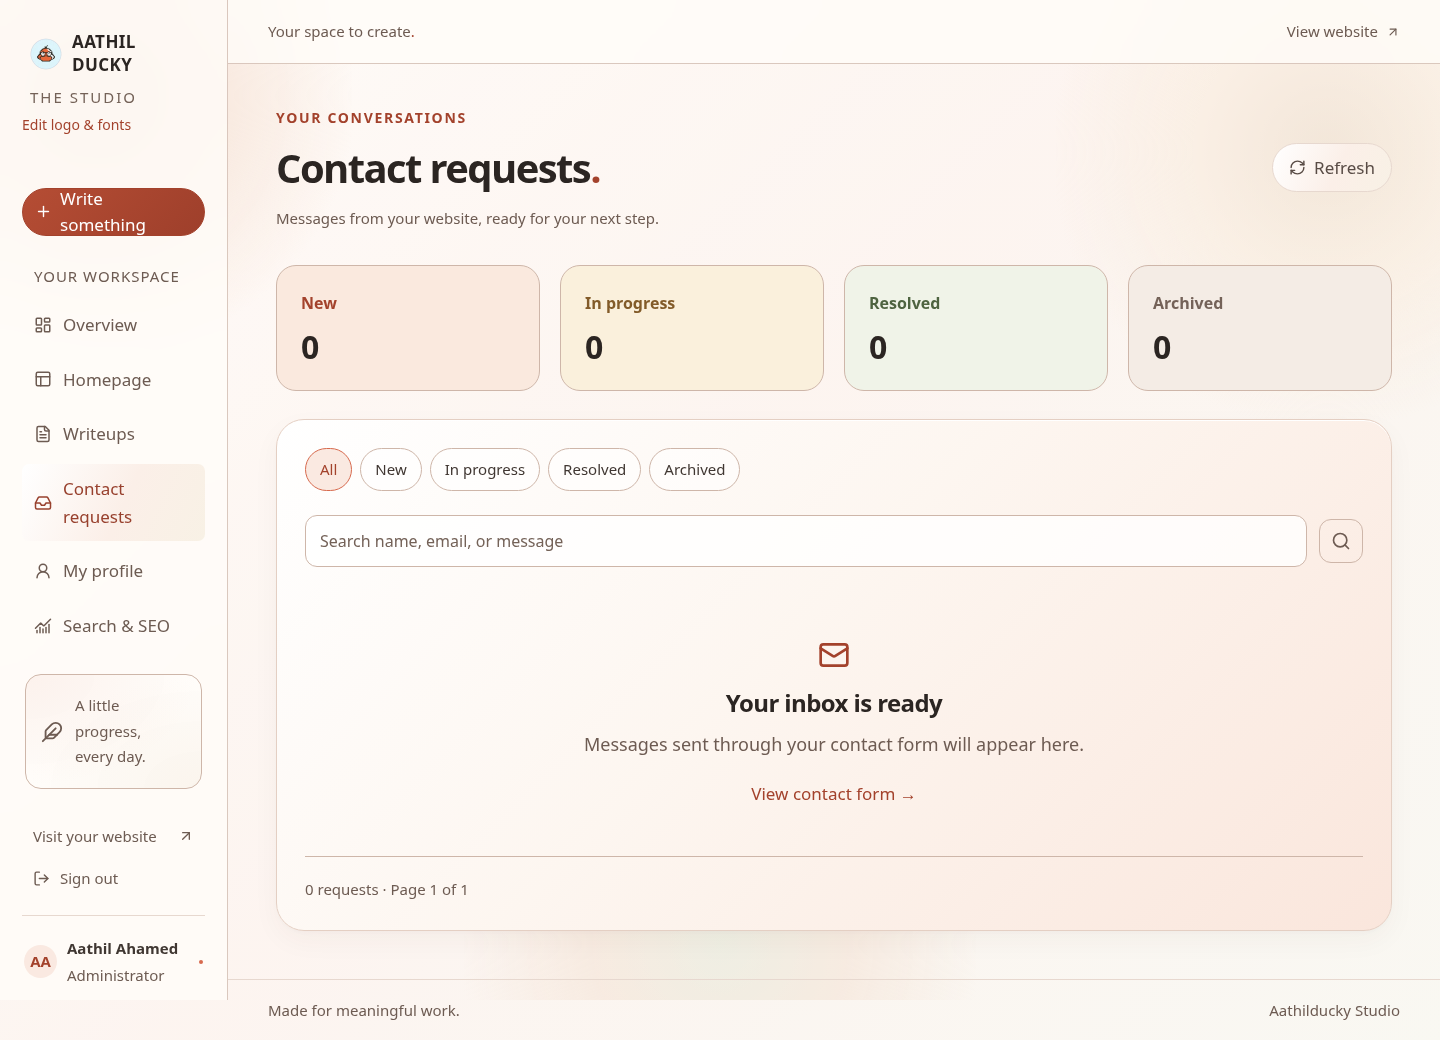 AATHIL
DUCKY
THE STUDIO
Edit logo & fonts
Write
something
YOUR WORKSPACE
Overview
Homepage
Writeups
Contact
requests
My profile
Search & SEO
A little
progress,
every day.
Visit your website
Sign out
AA
Aathil Ahamed
Administrator
Your space to create.
View website
YOUR CONVERSATIONS
Contact requests.
Messages from your website, ready for your next step.
Refresh
New
0
In progress
0
Resolved
0
Archived
0
All
New
In progress
Resolved
Archived
Search name, email, or message
Your inbox is ready
Messages sent through your contact form will appear here.
View contact form →
0 requests · Page 1 of 1
Made for meaningful work.
Aathilducky Studio